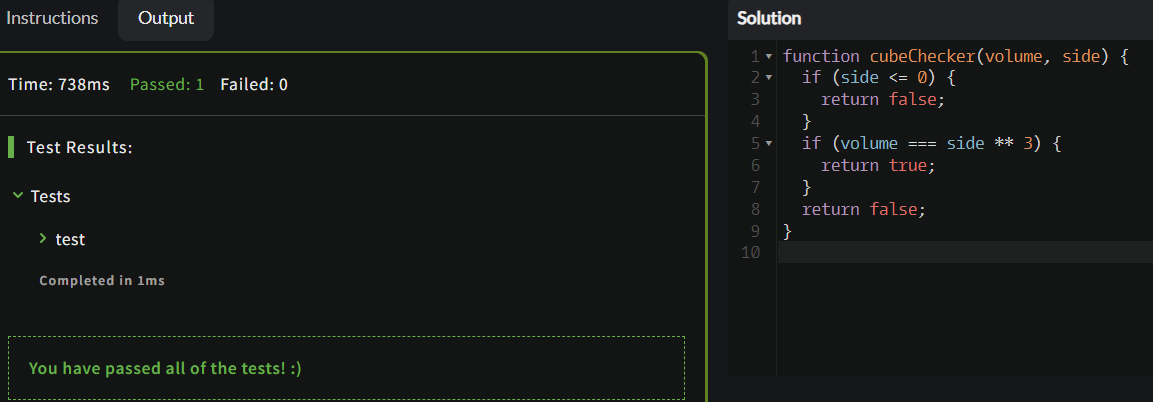 Instructions
Output
Time: 738ms Passed: 1 Failed: 0
Test Results:
Tests
test
Completed in 1ms
You have passed all of the tests! :)
Solution
1 function cubeChecker(volume, side) {
2   if (side <= 0) {
3     return false;
4   }
5   if (volume === side ** 3) {
6     return true;
7   }
8   return false;
9 }
10